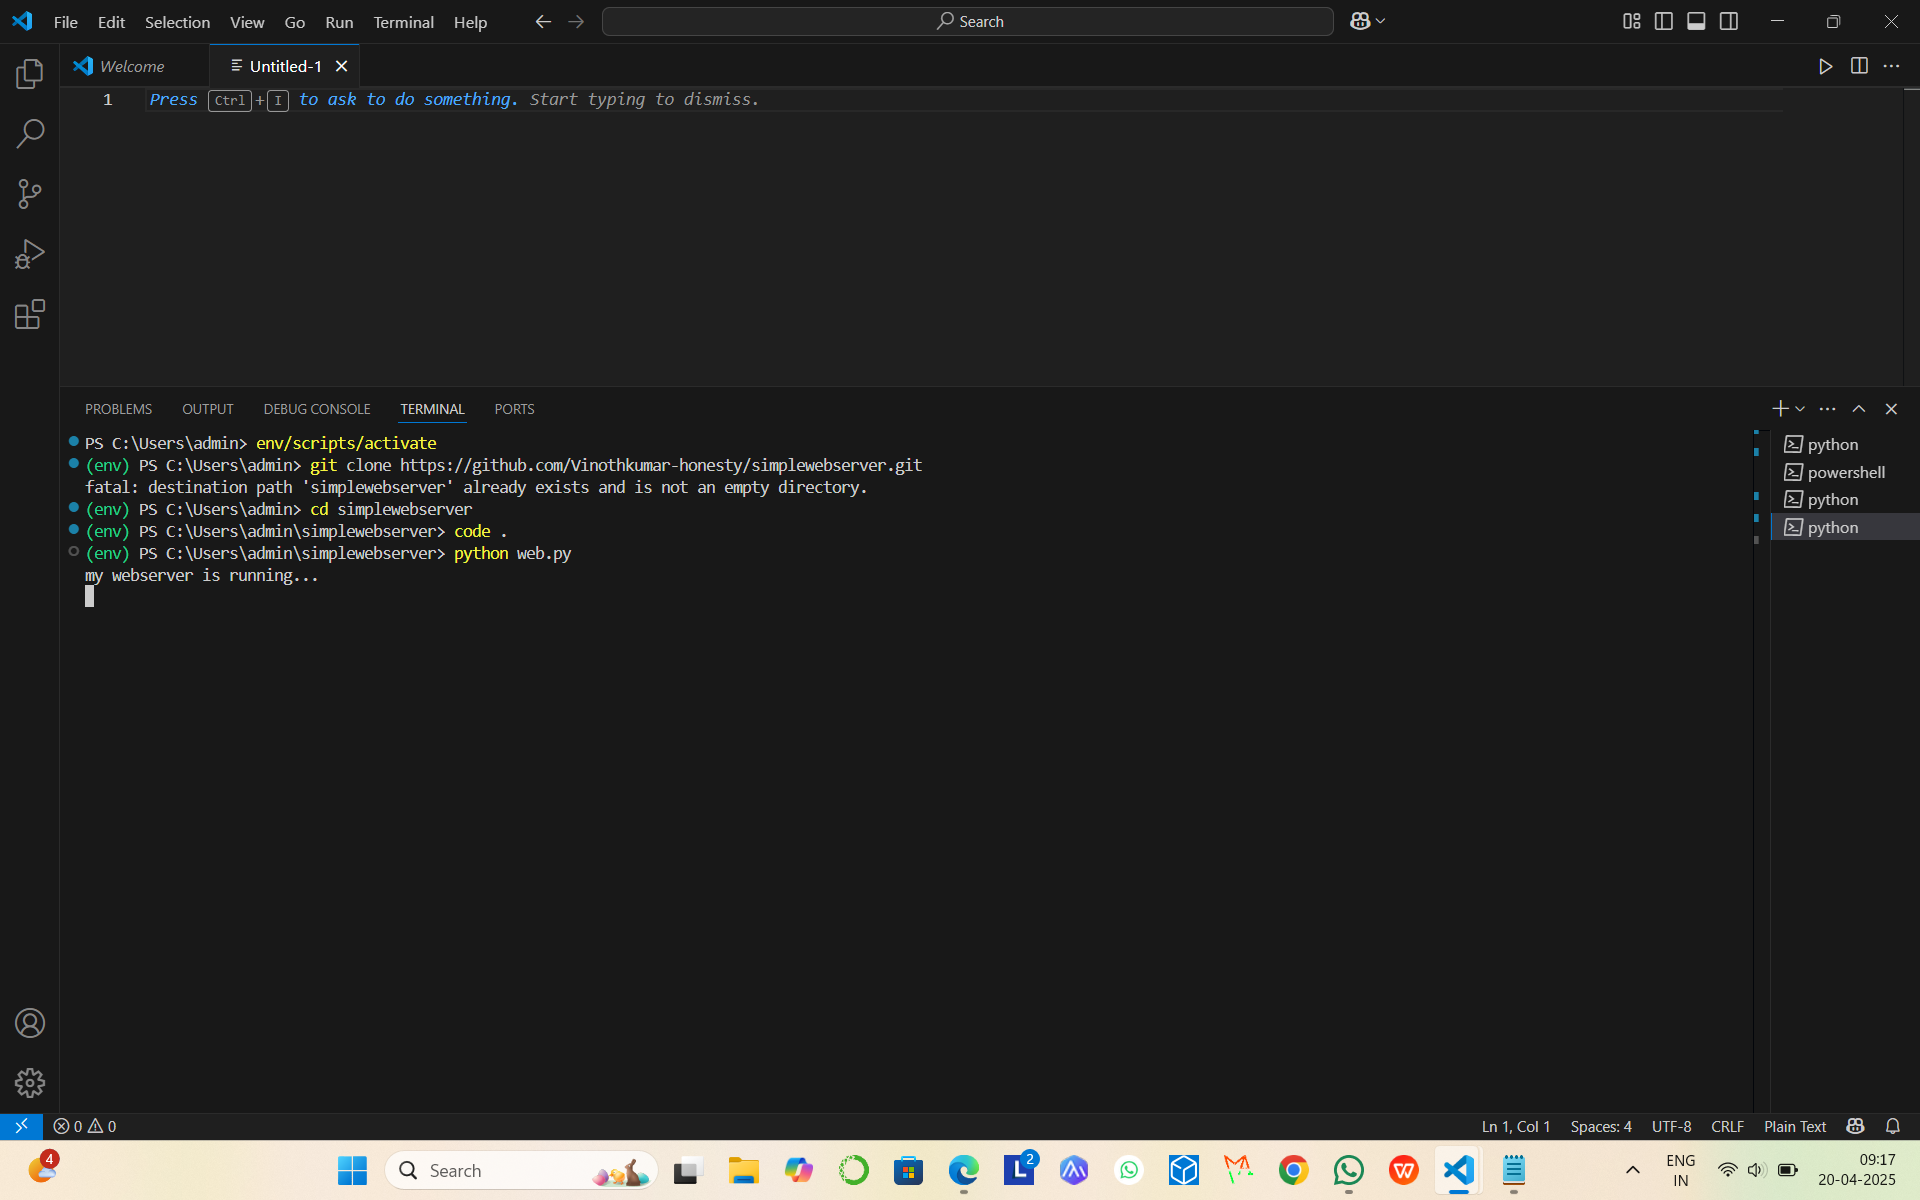 File Edit Selection View Go Run Terminal Help
Search
Welcome
Untitled-1
1 Press Ctrl + I to ask to do something. Start typing to dismiss.
PROBLEMS OUTPUT DEBUG CONSOLE TERMINAL PORTS
PS C:\Users\admin> env/scripts/activate
(env) PS C:\Users\admin> git clone https://github.com/Vinothkumar-honesty/simplewebserver.git
fatal: destination path 'simplewebserver' already exists and is not an empty directory.
(env) PS C:\Users\admin> cd simplewebserver
(env) PS C:\Users\admin\simplewebserver> code .
(env) PS C:\Users\admin\simplewebserver> python web.py
my webserver is running...
python
powershell
python
python
0 0
Ln 1, Col 1 Spaces: 4 UTF-8 CRLF Plain Text
4
Search
2
ENG
IN
09:17
20-04-2025